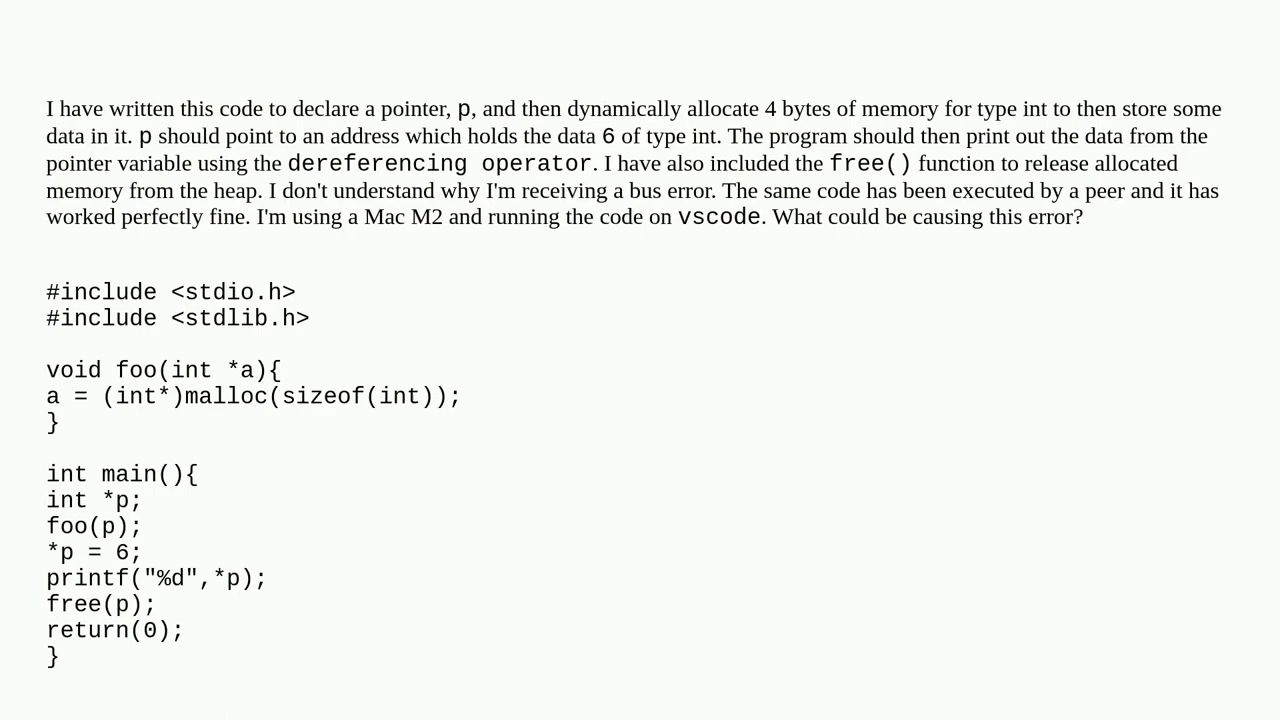 I have written this code to declare a pointer, p, and then dynamically allocate 4 bytes of memory for type int to then store some
data in it. p should point to an address which holds the data 6 of type int. The program should then print out the data from the
pointer variable using the dereferencing operator. I have also included the free() function to release allocated
memory from the heap. I don't understand why I'm receiving a bus error. The same code has been executed by a peer and it has
worked perfectly fine. I'm using a Mac M2 and running the code on vscode. What could be causing this error?
#include <stdio.h>
#include <stdlib.h>
void foo(int *a){
a = (int*)malloc(sizeof(int));
}
int main(){
int *p;
foo(p);
*p = 6;
printf("%d",*p);
free(p);
return(0);
}